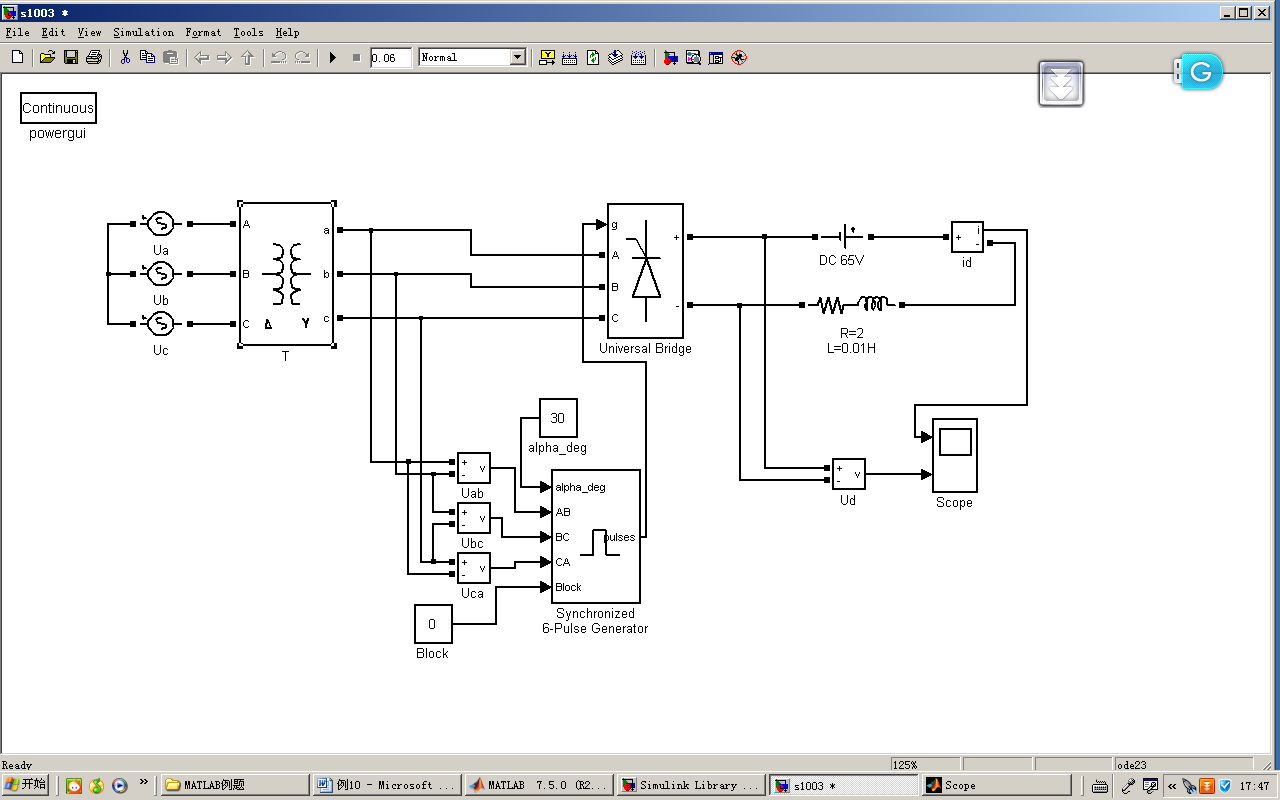 s1003 *
File Edit View Simulation Format Tools Help
0.06 Normal
G
Continuous
powergui
Ua
Ub
Uc
A
B
C
a
b
c
Δ Y
T
g
A
B
C
+
-
Universal Bridge
DC 65V
+ i
-
id
R=2
L=0.01H
30
alpha_deg
+ v
-
Uab
+ v
-
Ubc
+ v
-
Uca
alpha_deg
AB
BC
CA
Block
pulses
Synchronized
6-Pulse Generator
0
Block
+ v
-
Ud
Scope
Ready 125% ode23
开始 » MATLAB例题 例10 - Microsoft ... MATLAB 7.5.0 (R2... Simulink Library ... s1003 * Scope « 17:47